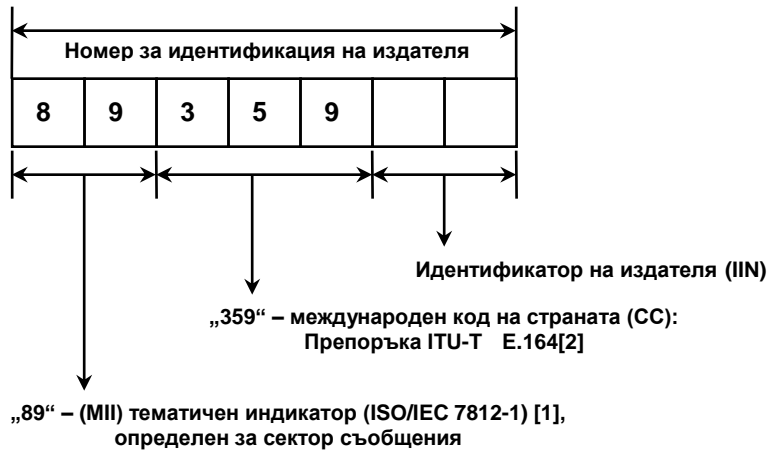 Номер за идентификация на издателя
8 9 3 5 9
Идентификатор на издателя (IIN)
„359“ – международен код на страната (CC):
Препоръка ITU-T E.164[2]
„89“ – (MII) тематичен индикатор (ISO/IEC 7812-1) [1],
определен за сектор съобщения